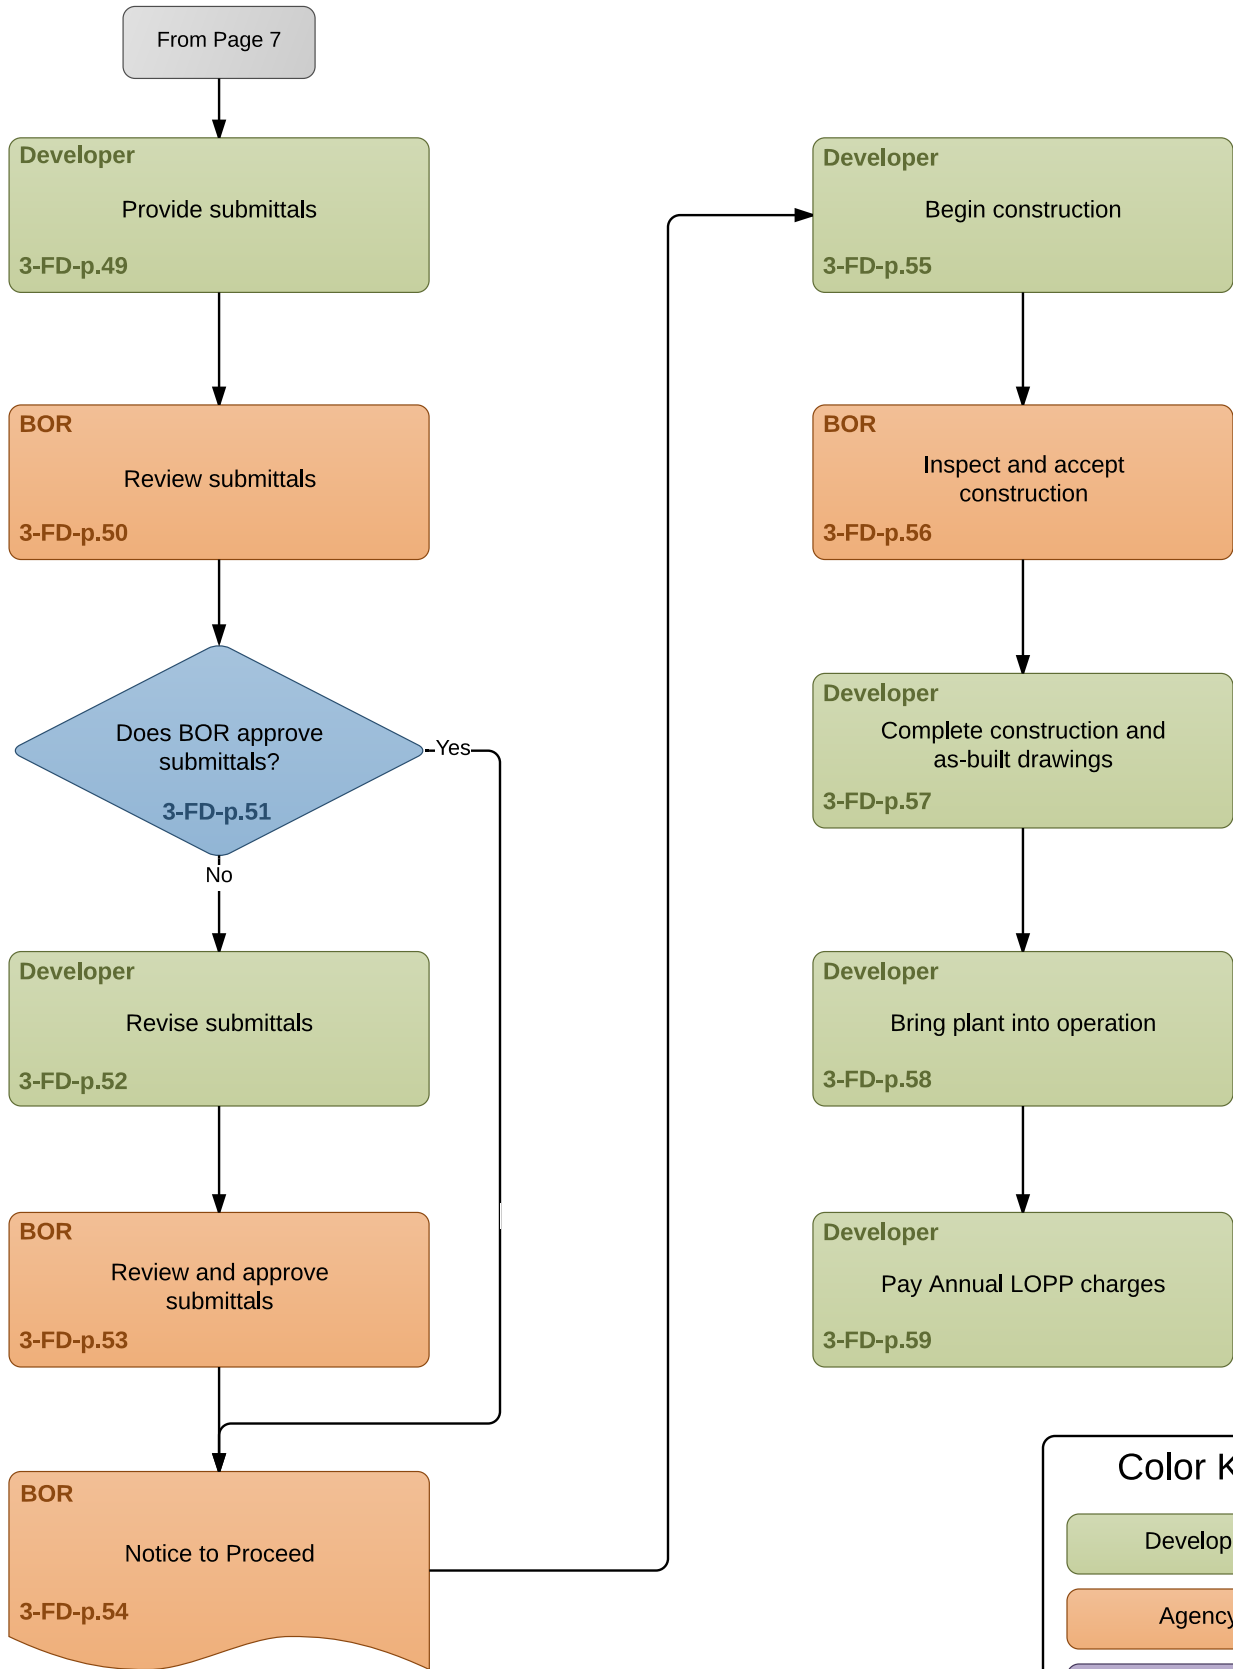 From Page 7
Developer
Provide submittals
3-FD-p.49
BOR
Review submittals
3-FD-p.50
Does BOR approve
submittals?
3-FD-p.51
Yes
No
Developer
Revise submittals
3-FD-p.52
BOR
Review and approve
submittals
3-FD-p.53
BOR
Notice to Proceed
3-FD-p.54
Developer
Begin construction
3-FD-p.55
BOR
Inspect and accept
construction
3-FD-p.56
Developer
Complete construction and
as-built drawings
3-FD-p.57
Developer
Bring plant into operation
3-FD-p.58
Developer
Pay Annual LOPP charges
3-FD-p.59
Color K
Develop
Agency